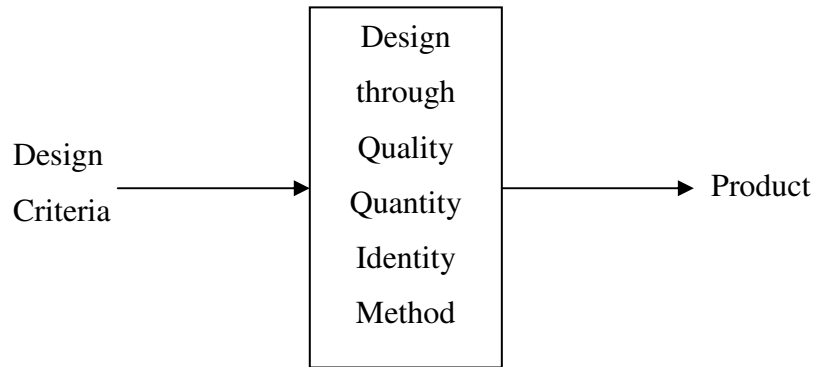 Design
Criteria
Design
through
Quality
Quantity
Identity
Method
Product